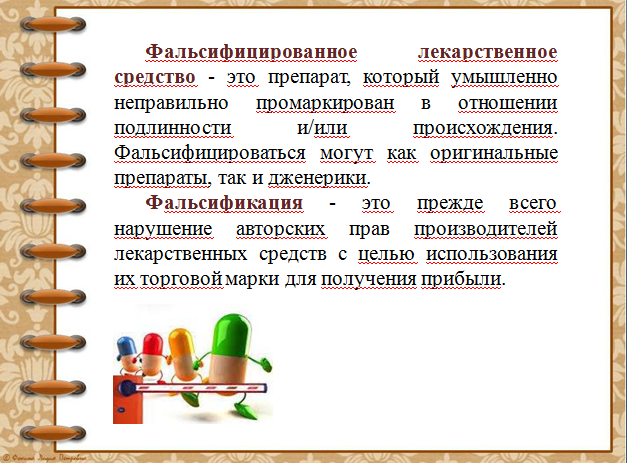 Фальсифицированное лекарственное
средство - это препарат, который умышленно
неправильно промаркирован в отношении
подлинности и/или происхождения.
Фальсифицироваться могут как оригинальные
препараты, так и дженерики.
Фальсификация - это прежде всего
нарушение авторских прав производителей
лекарственных средств с целью использования
их торговой марки для получения прибыли.